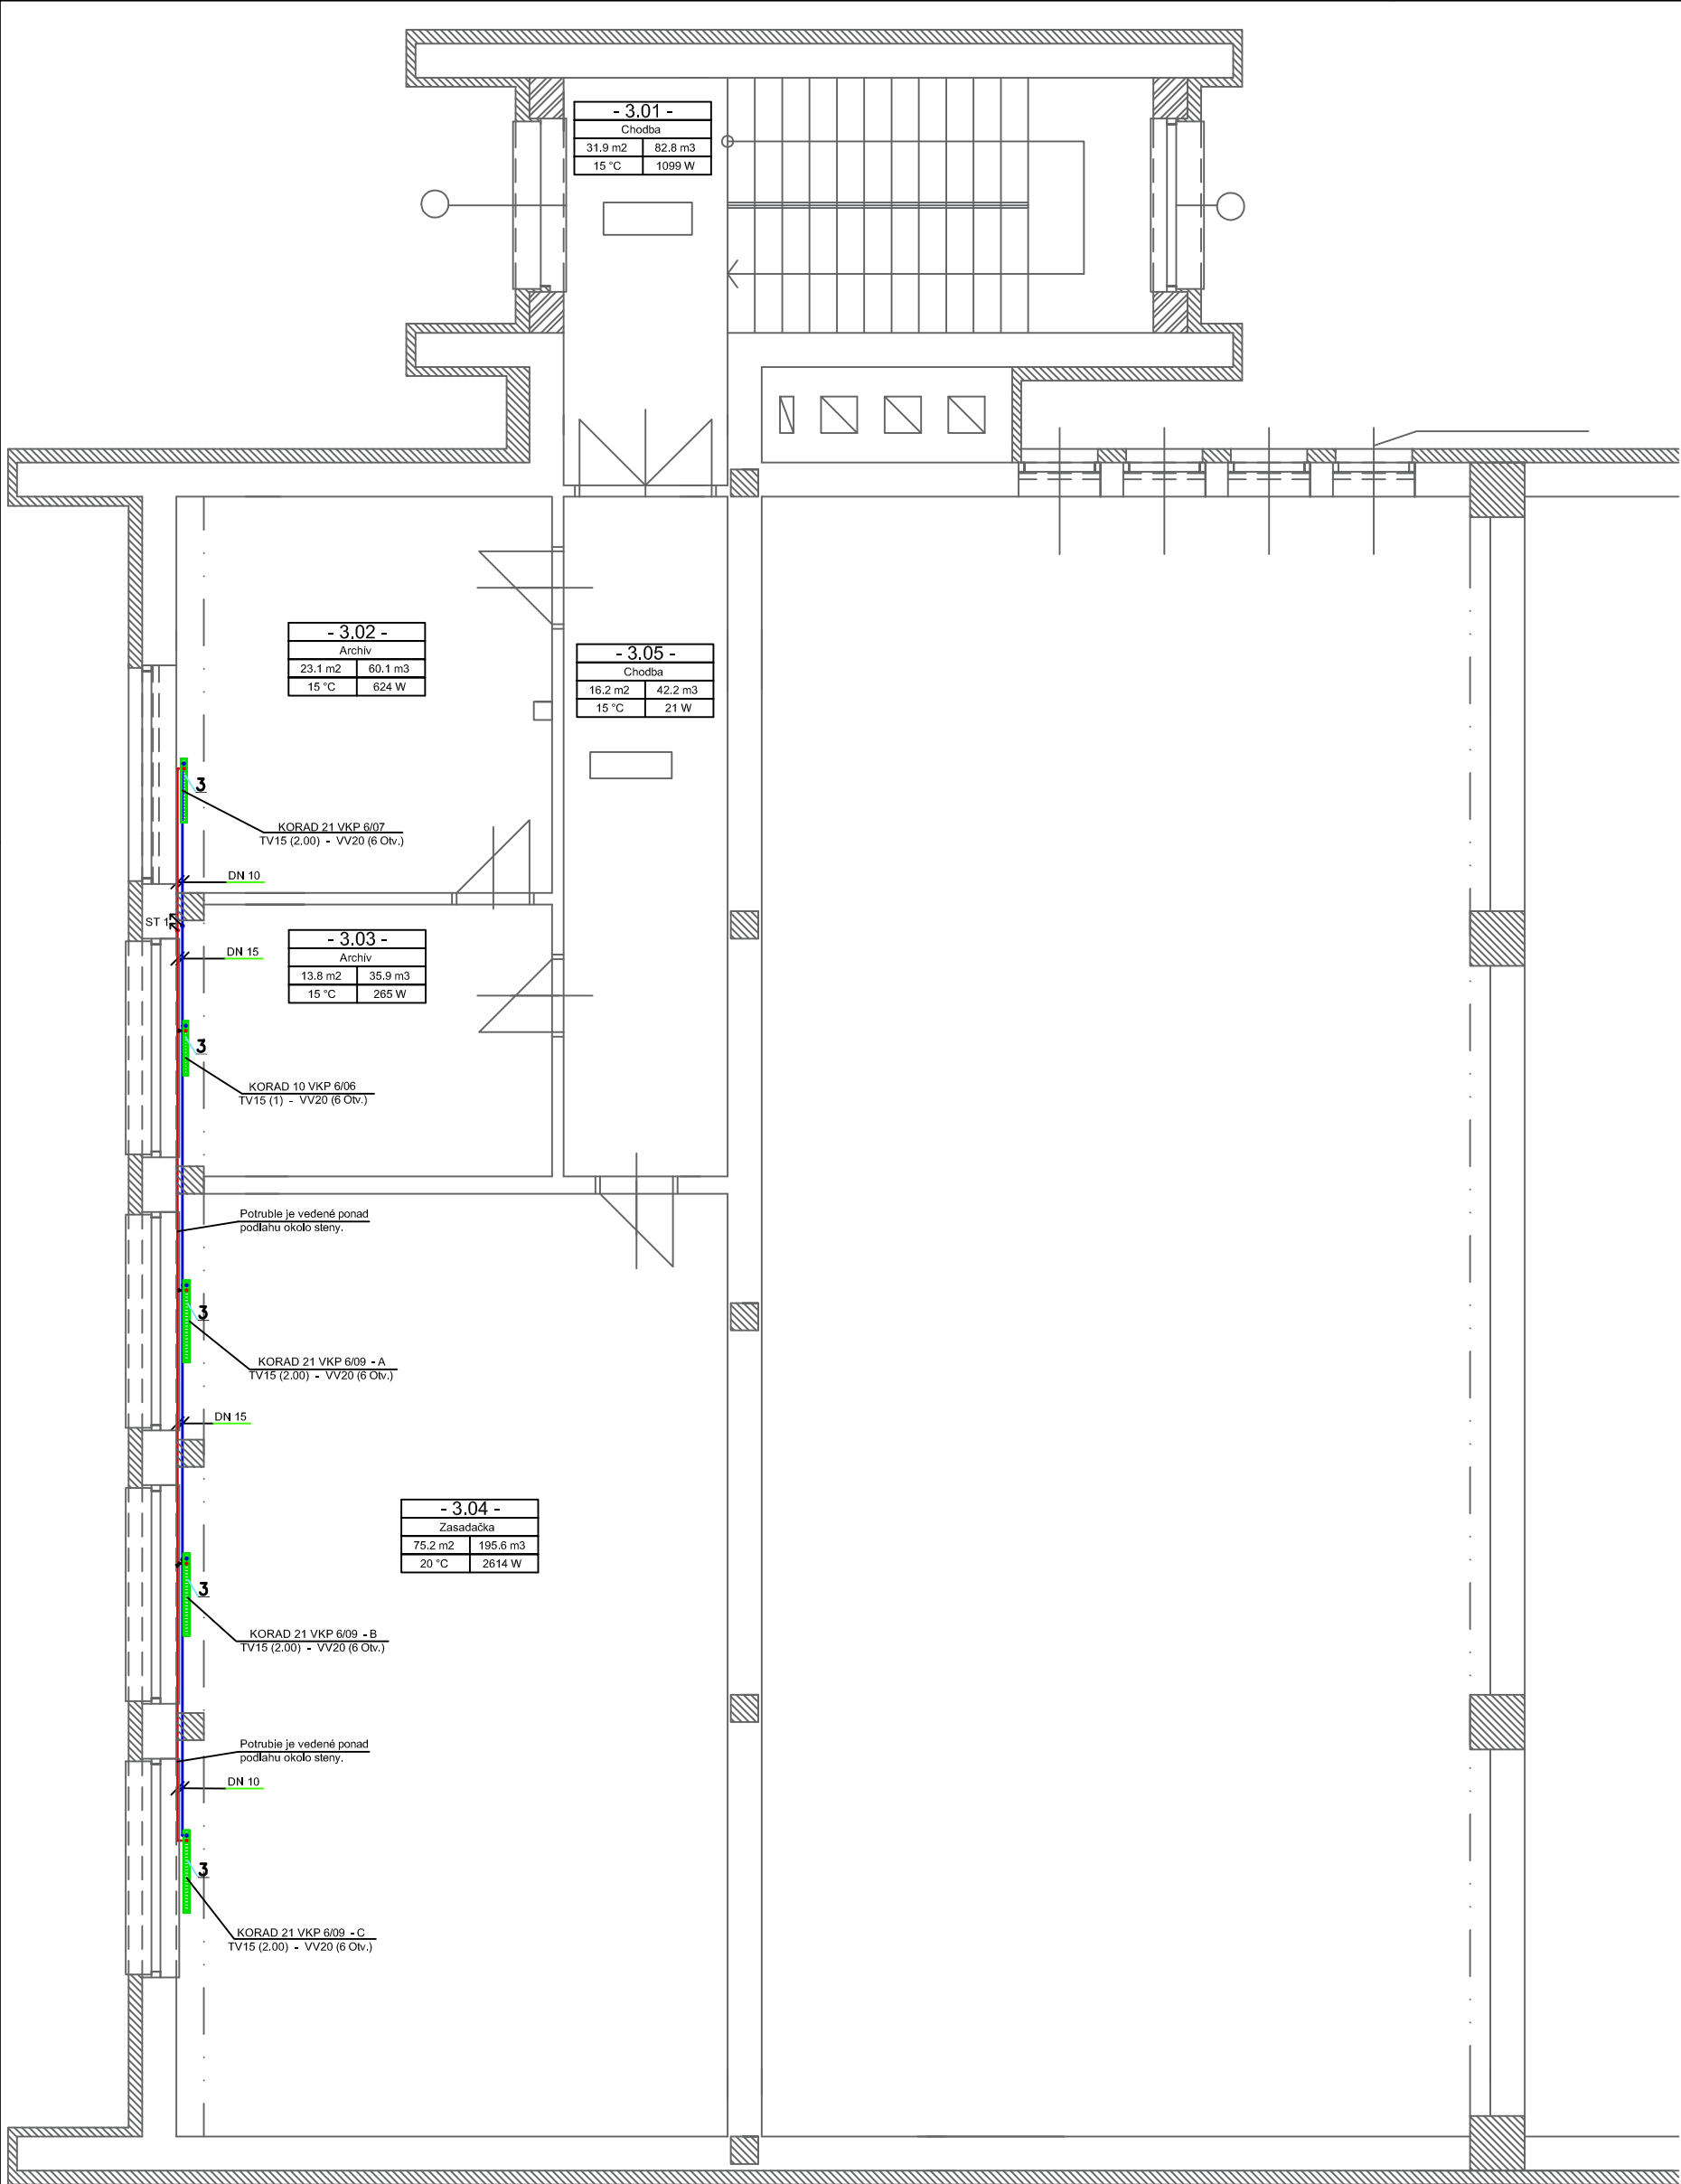 - 3.01 -
Chodba
31.9 m2 82.8 m3
15 °C 1099 W
- 3.02 -
Archív
23.1 m2 60.1 m3
15 °C 624 W
- 3.05 -
Chodba
16.2 m2 42.2 m3
15 °C 21 W
3
KORAD 21 VKP 6/07
TV15 (2.00) - VV20 (6 Otv.)
DN 10
ST 1
- 3.03 -
Archív
13.8 m2 35.9 m3
15 °C 265 W
DN 15
3
KORAD 10 VKP 6/06
TV15 (1) - VV20 (6 Otv.)
Potrubie je vedené ponad
podlahu okolo steny.
3
KORAD 21 VKP 6/09 - A
TV15 (2.00) - VV20 (6 Otv.)
DN 15
- 3.04 -
Zasadačka
75.2 m2 195.6 m3
20 °C 2614 W
3
KORAD 21 VKP 6/09 - B
TV15 (2.00) - VV20 (6 Otv.)
Potrubie je vedené ponad
podlahu okolo steny.
DN 10
3
KORAD 21 VKP 6/09 - C
TV15 (2.00) - VV20 (6 Otv.)